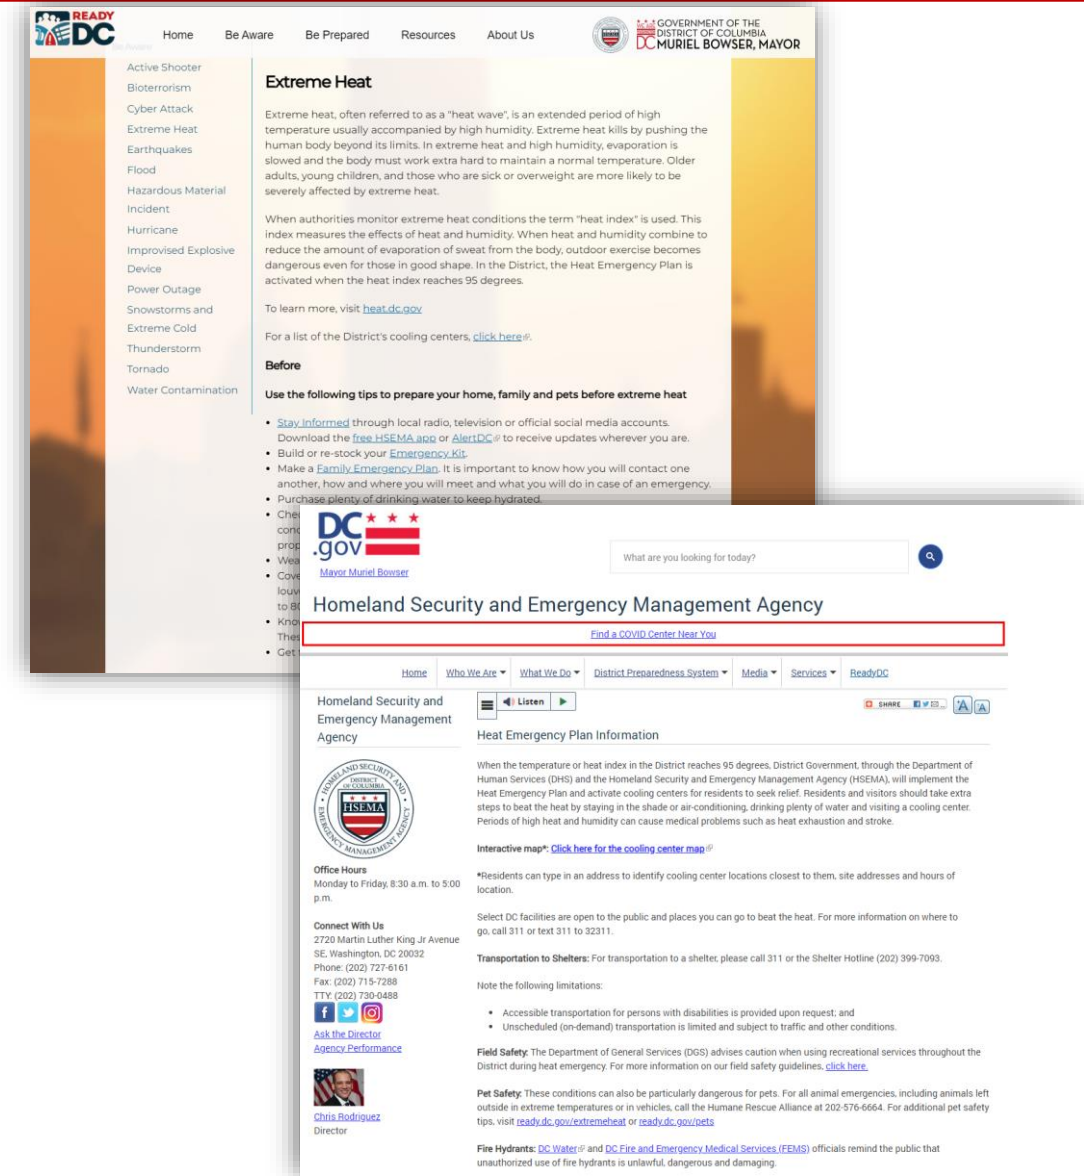 READY
DC
Home
Be Aware
Be Prepared
Resources
About Us
GOVERNMENT OF THE
DISTRICT OF COLUMBIA
DC MURIEL BOWSER, MAYOR
Be Aware
Active Shooter
Bioterrorism
Cyber Attack
Extreme Heat
Earthquakes
Flood
Hazardous Material
Incident
Hurricane
Improvised Explosive
Device
Power Outage
Snowstorms and
Extreme Cold
Thunderstorm
Tornado
Water Contamination
Extreme Heat
Extreme heat, often referred to as a "heat wave", is an extended period of high
temperature usually accompanied by high humidity. Extreme heat kills by pushing the
human body beyond its limits. In extreme heat and high humidity, evaporation is
slowed and the body must work extra hard to maintain a normal temperature. Older
adults, young children, and those who are sick or overweight are more likely to be
severely affected by extreme heat.
When authorities monitor extreme heat conditions the term "heat index" is used. This
index measures the effects of heat and humidity. When heat and humidity combine to
reduce the amount of evaporation of sweat from the body, outdoor exercise becomes
dangerous even for those in good shape. In the District, the Heat Emergency Plan is
activated when the heat index reaches 95 degrees.
To learn more, visit heat.dc.gov
For a list of the District's cooling centers, click here.
Before
Use the following tips to prepare your home, family and pets before extreme heat
• Stay Informed through local radio, television or official social media accounts.
Download the free HSEMA app or AlertDC to receive updates wherever you are.
• Build or re-stock your Emergency Kit.
• Make a Family Emergency Plan. It is important to know how you will contact one
another, how and where you will meet and what you will do in case of an emergency.
• Purchase plenty of drinking water to keep hydrated.
• Che
conc
prop
• Wea
• Cove
louv
to 80
• Kno
Thes
• Get
DC
.gov
Mayor Muriel Bowser
What are you looking for today?
Homeland Security and Emergency Management Agency
Find a COVID Center Near You
Home
Who We Are
What We Do
District Preparedness System
Media
Services
ReadyDC
Homeland Security and
Emergency Management
Agency
HOMELAND SECURITY AND
DISTRICT
OF COLUMBIA
HSEMA
EMERGENCY MANAGEMENT AGENCY
Office Hours
Monday to Friday, 8:30 a.m. to 5:00
p.m.
Connect With Us
2720 Martin Luther King Jr Avenue
SE, Washington, DC 20032
Phone: (202) 727-6161
Fax: (202) 715-7288
TTY: (202) 730-0488
Ask the Director
Agency Performance
Chris Rodriguez
Director
Listen
SHARE
A A
Heat Emergency Plan Information
When the temperature or heat index in the District reaches 95 degrees, District Government, through the Department of
Human Services (DHS) and the Homeland Security and Emergency Management Agency (HSEMA), will implement the
Heat Emergency Plan and activate cooling centers for residents to seek relief. Residents and visitors should take extra
steps to beat the heat by staying in the shade or air-conditioning, drinking plenty of water and visiting a cooling center.
Periods of high heat and humidity can cause medical problems such as heat exhaustion and stroke.
Interactive map*: Click here for the cooling center map
*Residents can type in an address to identify cooling center locations closest to them, site addresses and hours of
location.
Select DC facilities are open to the public and places you can go to beat the heat. For more information on where to
go, call 311 or text 311 to 32311.
Transportation to Shelters: For transportation to a shelter, please call 311 or the Shelter Hotline (202) 399-7093.
Note the following limitations:
• Accessible transportation for persons with disabilities is provided upon request; and
• Unscheduled (on-demand) transportation is limited and subject to traffic and other conditions.
Field Safety: The Department of General Services (DGS) advises caution when using recreational services throughout the
District during heat emergency. For more information on our field safety guidelines, click here.
Pet Safety: These conditions can also be particularly dangerous for pets. For all animal emergencies, including animals left
outside in extreme temperatures or in vehicles, call the Humane Rescue Alliance at 202-576-6664. For additional pet safety
tips, visit ready.dc.gov/extremeheat or ready.dc.gov/pets
Fire Hydrants: DC Water and DC Fire and Emergency Medical Services (FEMS) officials remind the public that
unauthorized use of fire hydrants is unlawful, dangerous and damaging.